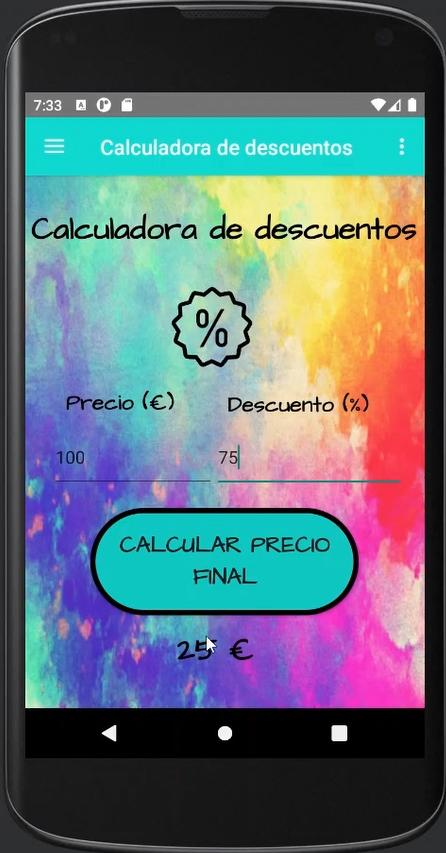 7:33
Calculadora de descuentos
Calculadora de descuentos
%
Precio (€) Descuento (%)
100 75
CALCULAR PRECIO
FINAL
25 €